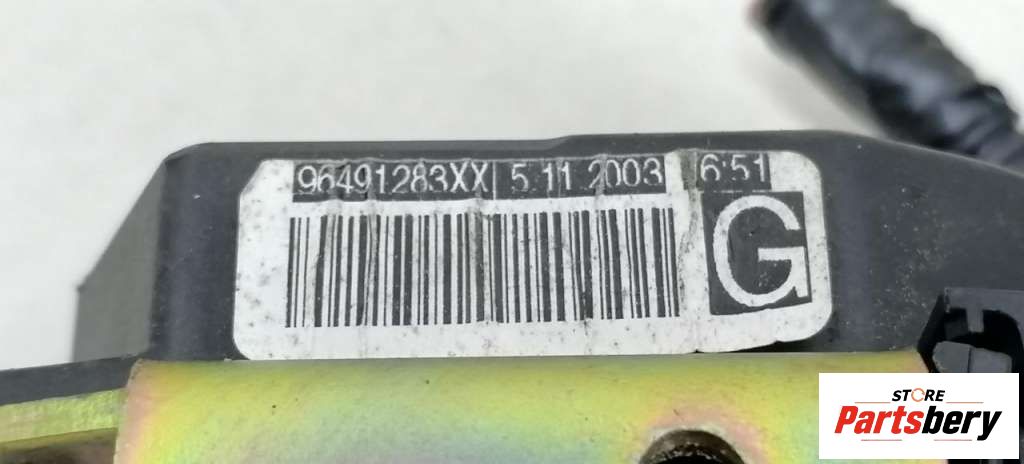 96491283XX 5.11.2003 6:51
G
STORE
Partsbery